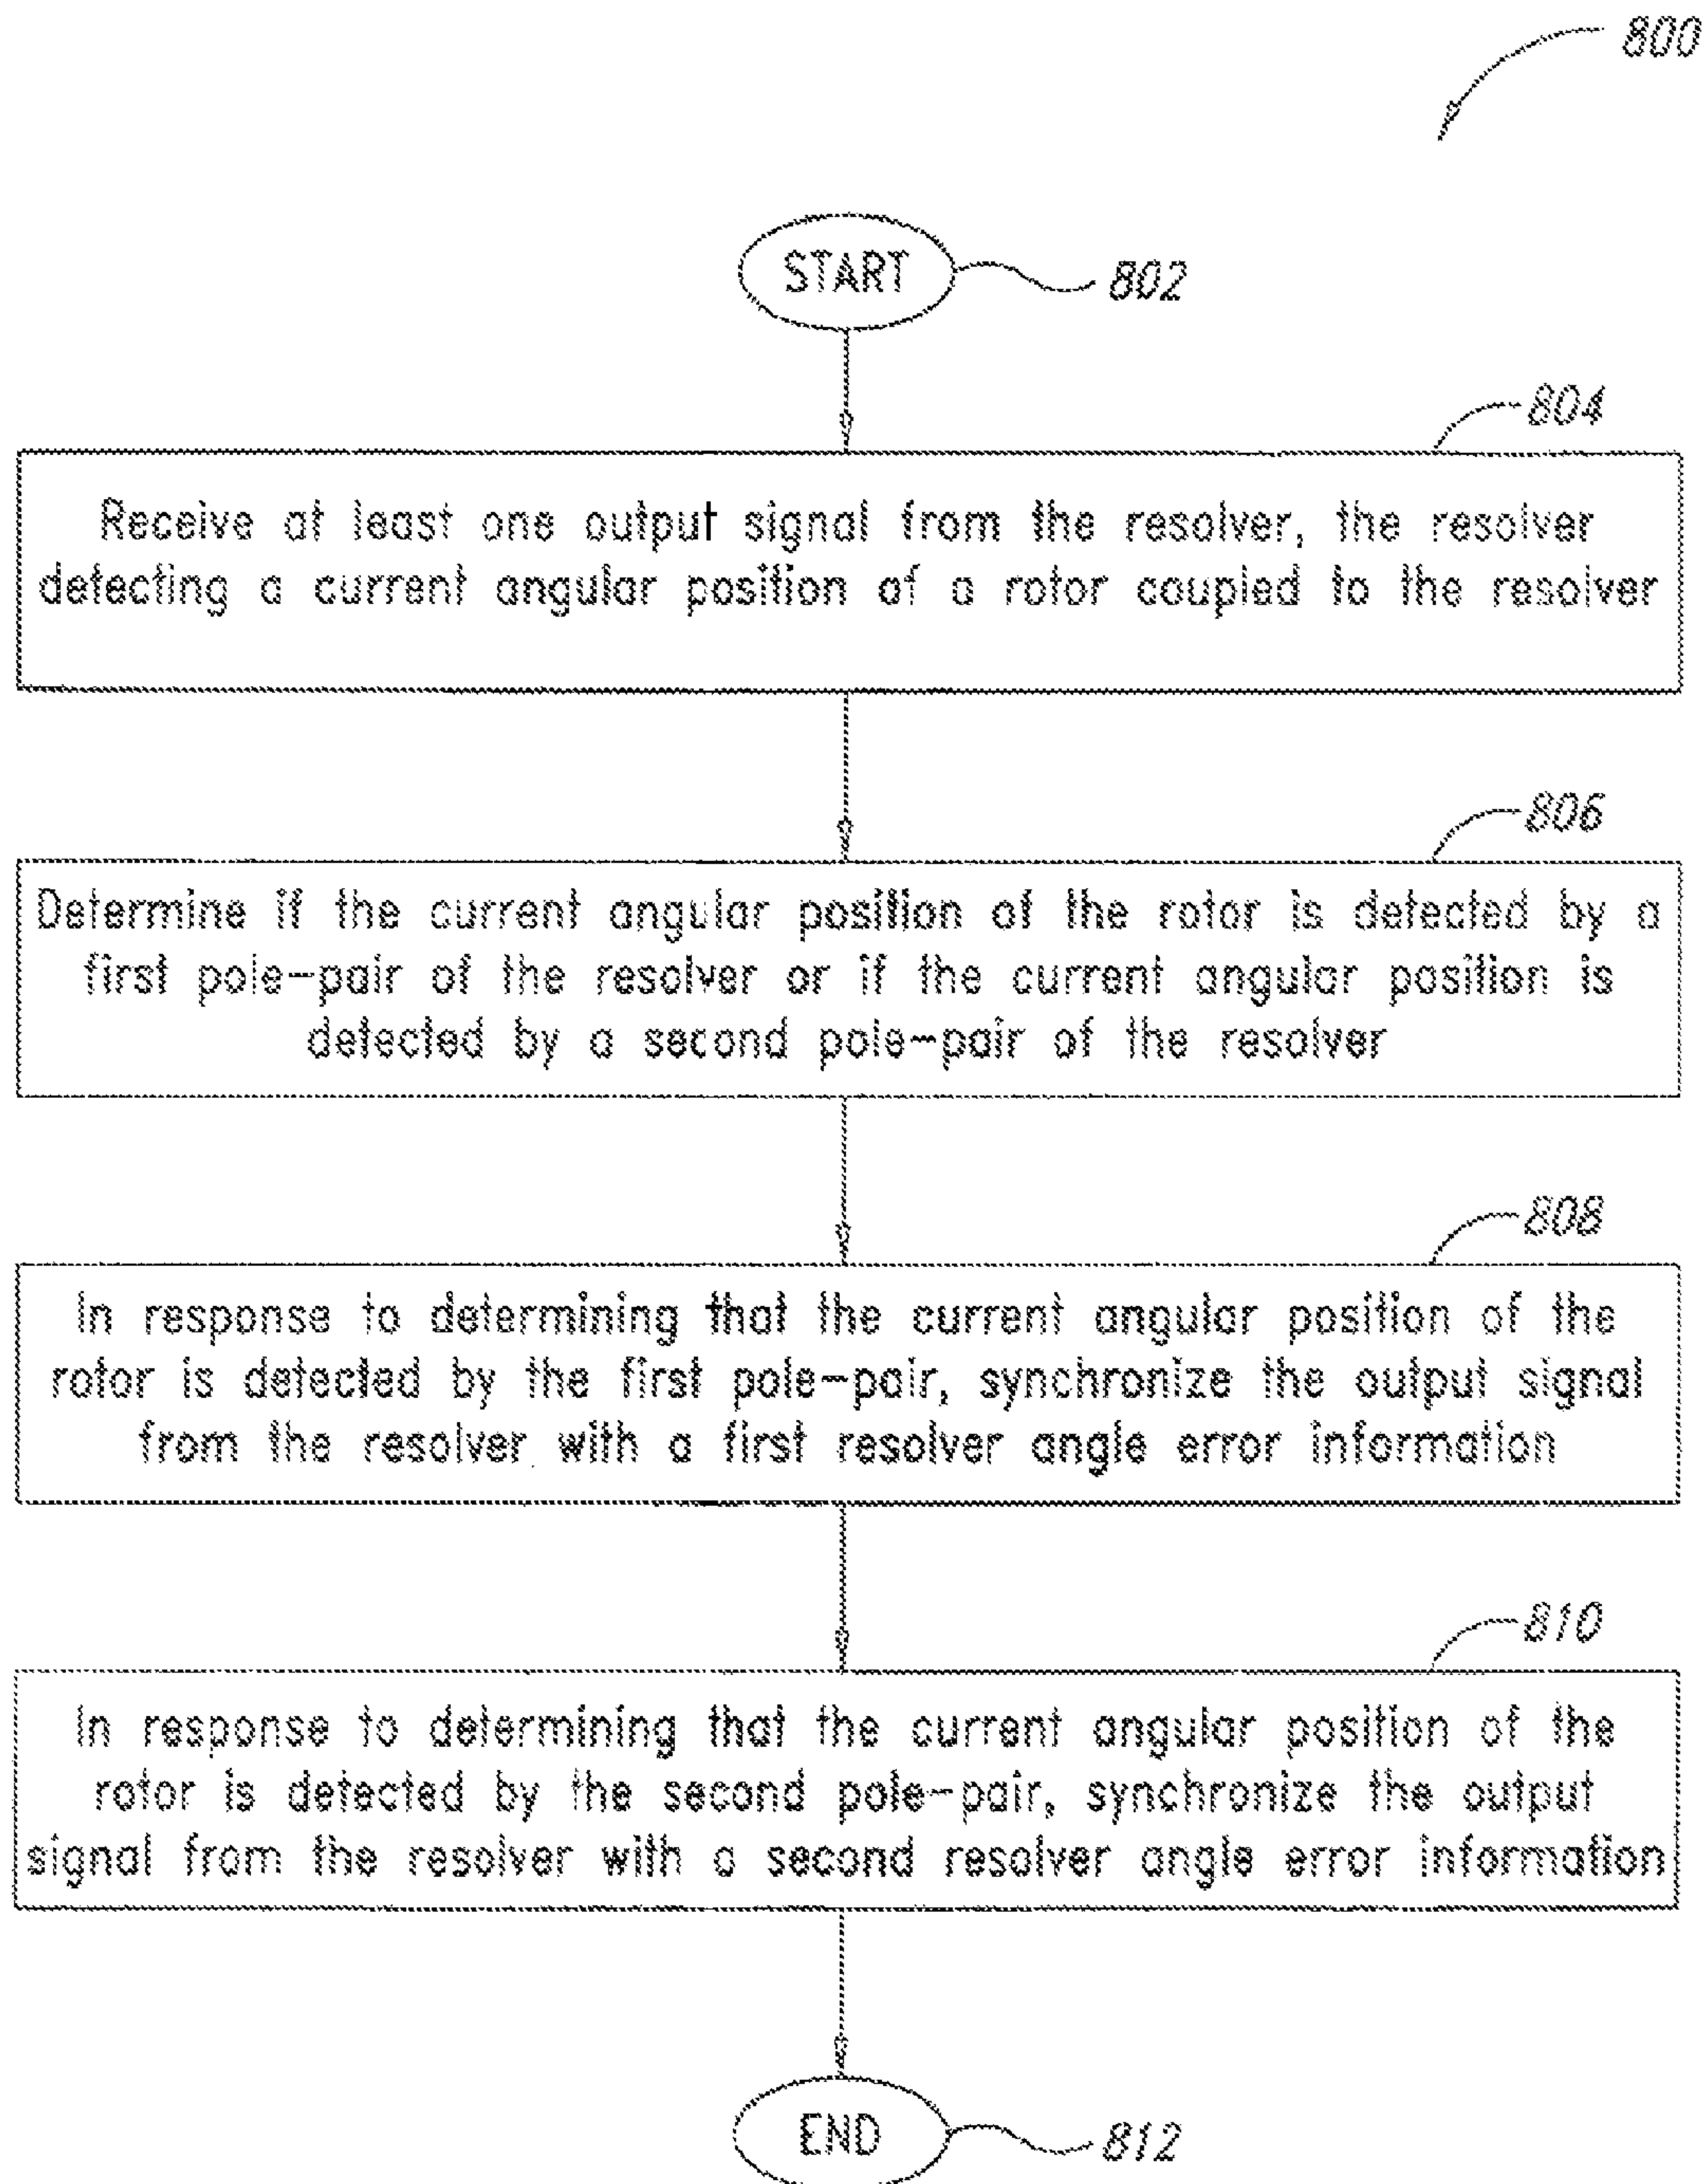 800
START
802
804
Receive at least one output signal from the resolver, the resolver
detecting a current angular position of a rotor coupled to the resolver
806
Determine if the current angular position of the rotor is detected by a
first pole-pair of the resolver or if the current angular position is
detected by a second pole-pair of the resolver
808
In response to determining that the current angular position of the
rotor is detected by the first pole-pair, synchronize the output signal
from the resolver with a first resolver angle error information
810
In response to determining that the current angular position of the
rotor is detected by the second pole-pair, synchronize the output
signal from the resolver with a second resolver angle error information
END
812